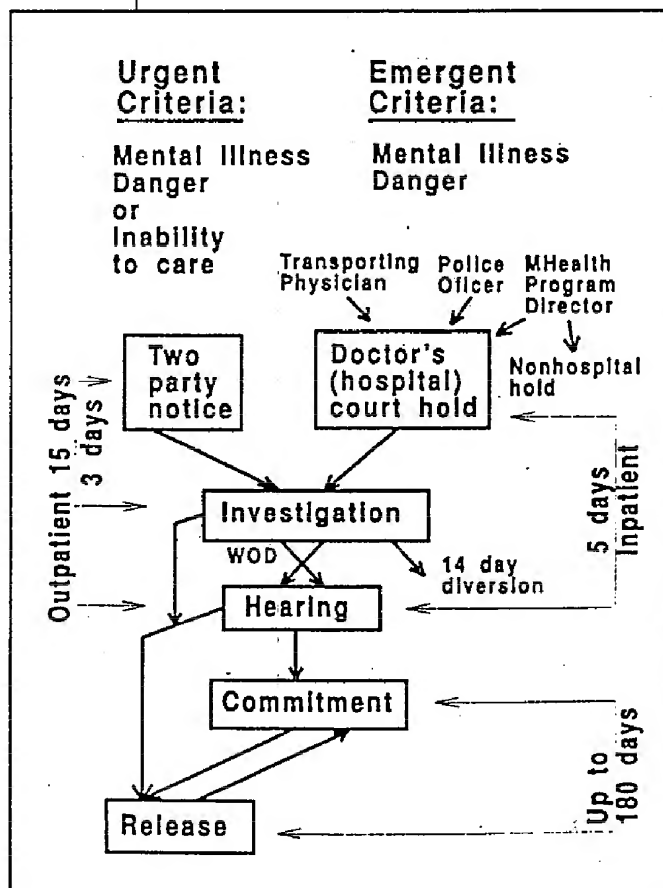 Urgent
Criteria:
Mental Illness
Danger
or
Inability
to care
Emergent
Criteria:
Mental Illness
Danger
Transporting
Physician
Police
Oficer
MHealth
Program
Director
Nonhospital
hold
Two
party
notice
Doctor's
(hospital)
court hold
Outpatient 15 days
3 days
Investigation
WOD
14 day
diversion
5 days
Inpatient
Hearing
Commitment
Up to
180 days
Release